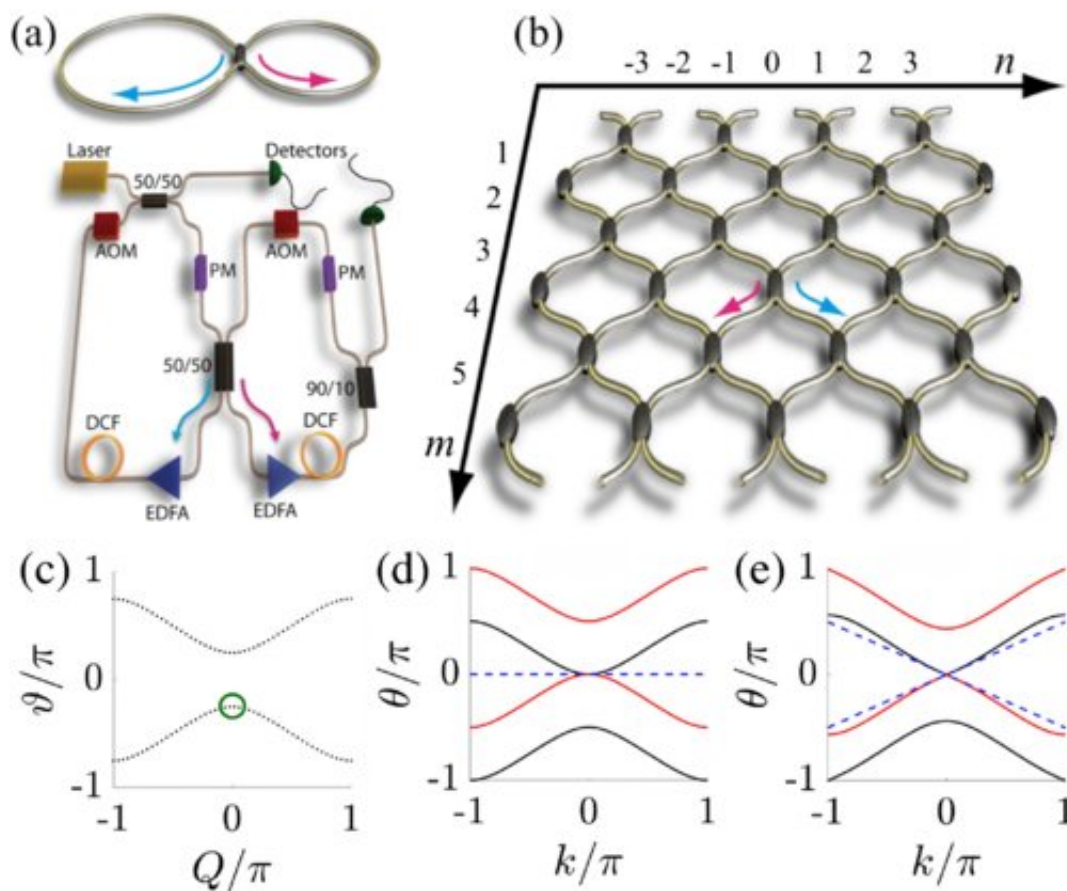 (a)
Laser
50/50
Detectors
AOM
PM
AOM
PM
50/50
90/10
DCF
EDFA
EDFA
DCF
(b)
-3 -2 -1 0 1 2 3 n
1
2
3
4
5
m
(c)
1
0
-1
ϑ/π
-1 0 1
Q/π
(d)
1
0
-1
θ/π
-1 0 1
k/π
(e)
1
0
-1
θ/π
-1 0 1
k/π